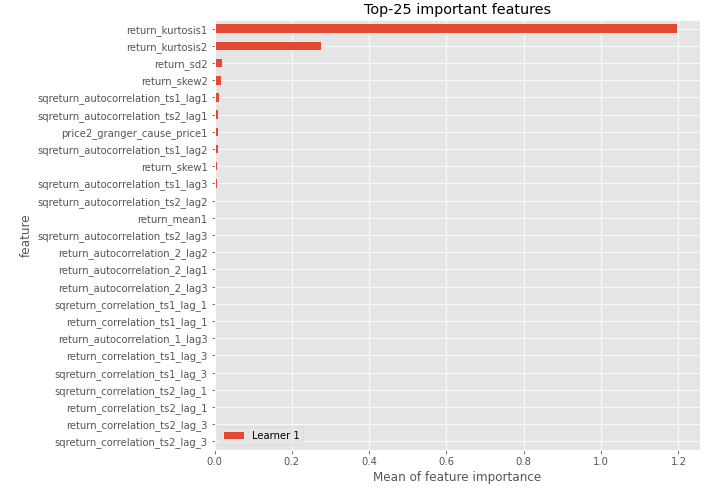 Top-25 important features
return_kurtosis1
return_kurtosis2
return_sd2
return_skew2
sqreturn_autocorrelation_ts1_lag1
sqreturn_autocorrelation_ts2_lag1
price2_granger_cause_price1
sqreturn_autocorrelation_ts1_lag2
return_skew1
sqreturn_autocorrelation_ts1_lag3
sqreturn_autocorrelation_ts2_lag2
return_mean1
sqreturn_autocorrelation_ts2_lag3
return_autocorrelation_2_lag2
return_autocorrelation_2_lag1
return_autocorrelation_2_lag3
sqreturn_correlation_ts1_lag_1
return_correlation_ts1_lag_1
return_autocorrelation_1_lag3
return_correlation_ts1_lag_3
sqreturn_correlation_ts1_lag_3
sqreturn_correlation_ts2_lag_1
return_correlation_ts2_lag_1
return_correlation_ts2_lag_3
sqreturn_correlation_ts2_lag_3
feature
Learner 1
0.0 0.2 0.4 0.6 0.8 1.0 1.2
Mean of feature importance